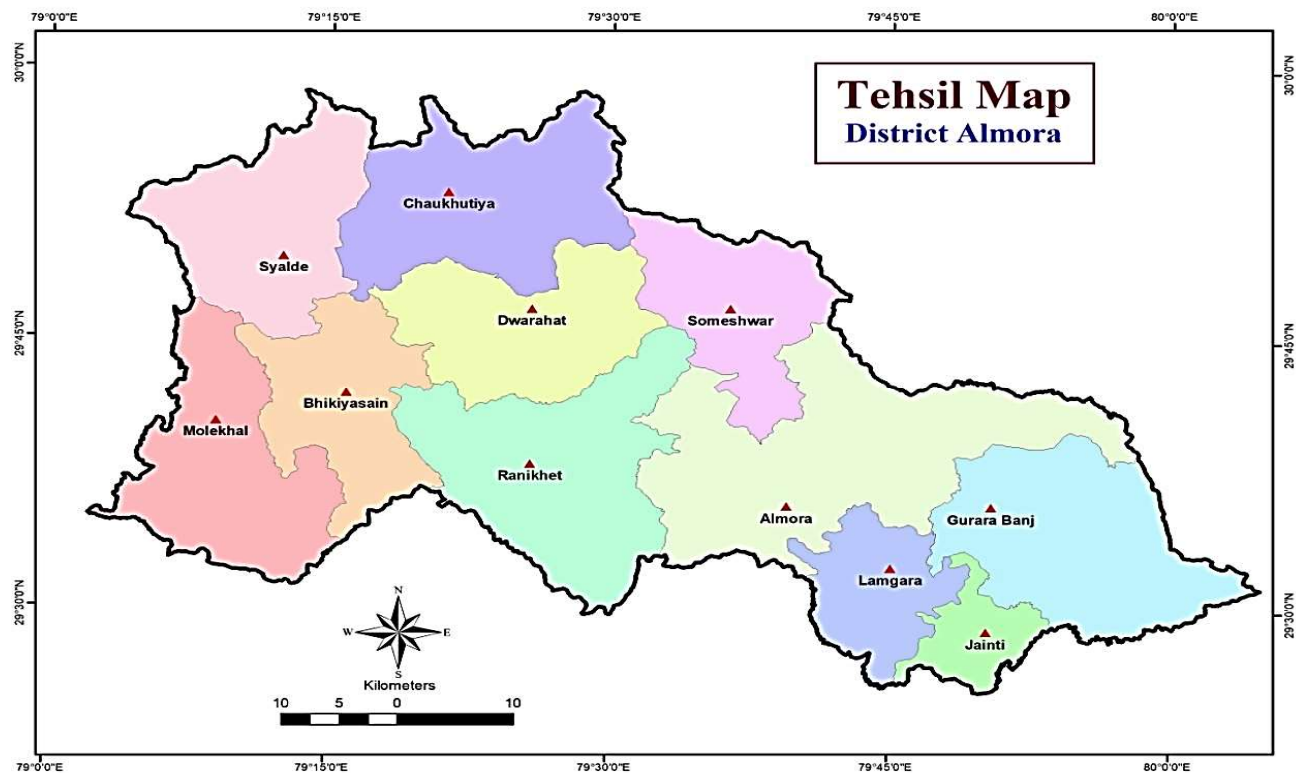 79°0'0"E 79°15'0"E 79°30'0"E 79°45'0"E 80°0'0"E
30°0'0"N 30°0'0"N
Tehsil Map
District Almora
Chaukhutiya
Syalde
Dwarahat
Someshwar
29°45'0"N 29°45'0"N
Bhikiyasain
Molekhal
Ranikhet
Almora
Gurara Banj
Lamgara
29°30'0"N 29°30'0"N
Jainti
N
W E
S
Kilometers
10 5 0 10
79°0'0"E 79°15'0"E 79°30'0"E 79°45'0"E 80°0'0"E